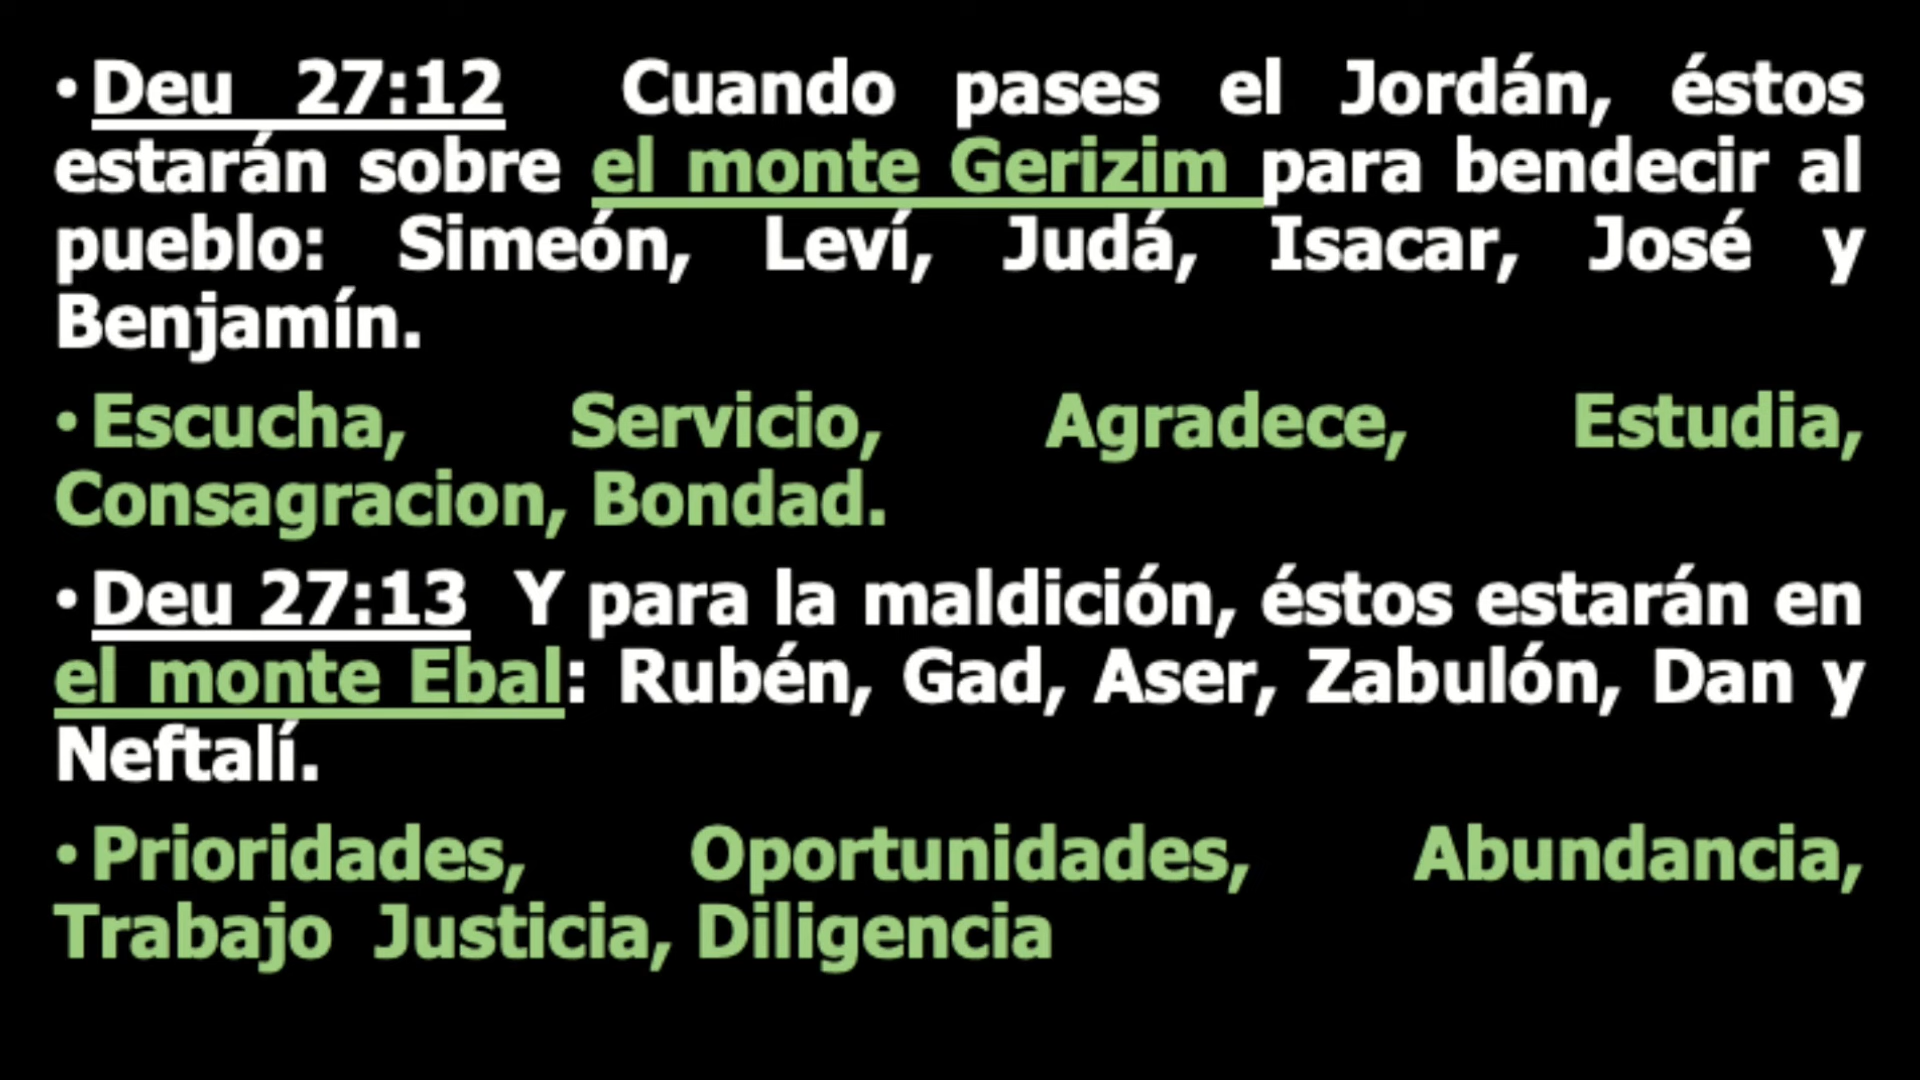 • Deu 27:12 Cuando pases el Jordán, éstos
estarán sobre el monte Gerizim para bendecir al
pueblo: Simeón, Leví, Judá, Isacar, José y
Benjamín.
• Escucha, Servicio, Agradece, Estudia,
Consagracion, Bondad.
• Deu 27:13 Y para la maldición, éstos estarán en
el monte Ebal: Rubén, Gad, Aser, Zabulón, Dan y
Neftalí.
• Prioridades, Oportunidades, Abundancia,
Trabajo Justicia, Diligencia